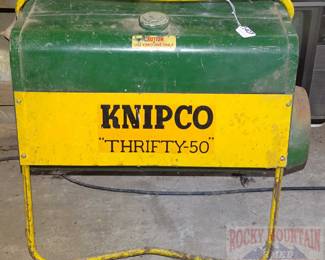 CAUTION
KNIPCO
"THRIFTY-50"
ROCKY MOUNTAIN